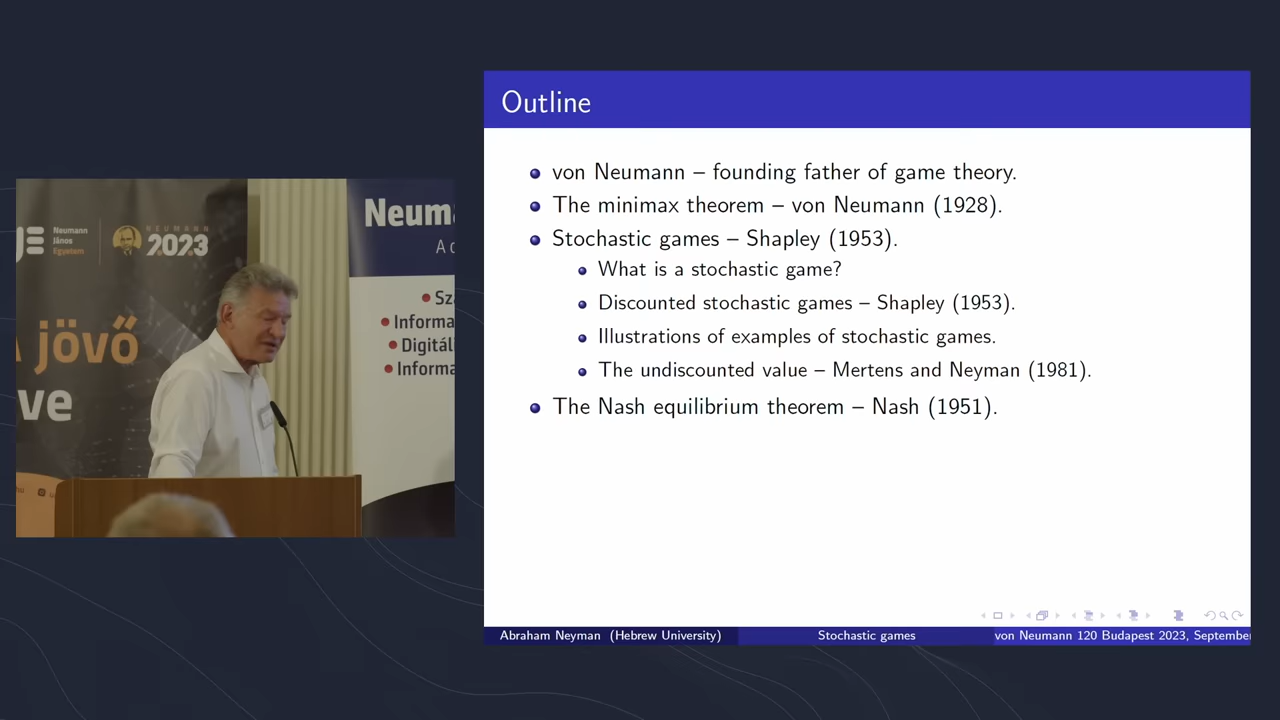 Neumann
János
Egyetem
NEUMANN
2023
jövő
ve
Neum
A
Sz
Informa
Digitál
Informa
Outline
von Neumann – founding father of game theory.
The minimax theorem – von Neumann (1928).
Stochastic games – Shapley (1953).
What is a stochastic game?
Discounted stochastic games – Shapley (1953).
Illustrations of examples of stochastic games.
The undiscounted value – Mertens and Neyman (1981).
The Nash equilibrium theorem – Nash (1951).
Abraham Neyman (Hebrew University)
Stochastic games
von Neumann 120 Budapest 2023, September